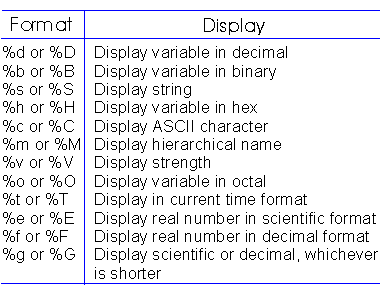 Format Display
%d or %D Display variable in decimal
%b or %B Display variable in binary
%s or %S Display string
%h or %H Display variable in hex
%c or %C Display ASCII character
%m or %M Display hierarchical name
%v or %V Display strength
%o or %O Display variable in octal
%t or %T Display in current time format
%e or %E Display real number in scientific format
%f or %F Display real number in decimal format
%g or %G Display scientific or decimal, whichever
is shorter